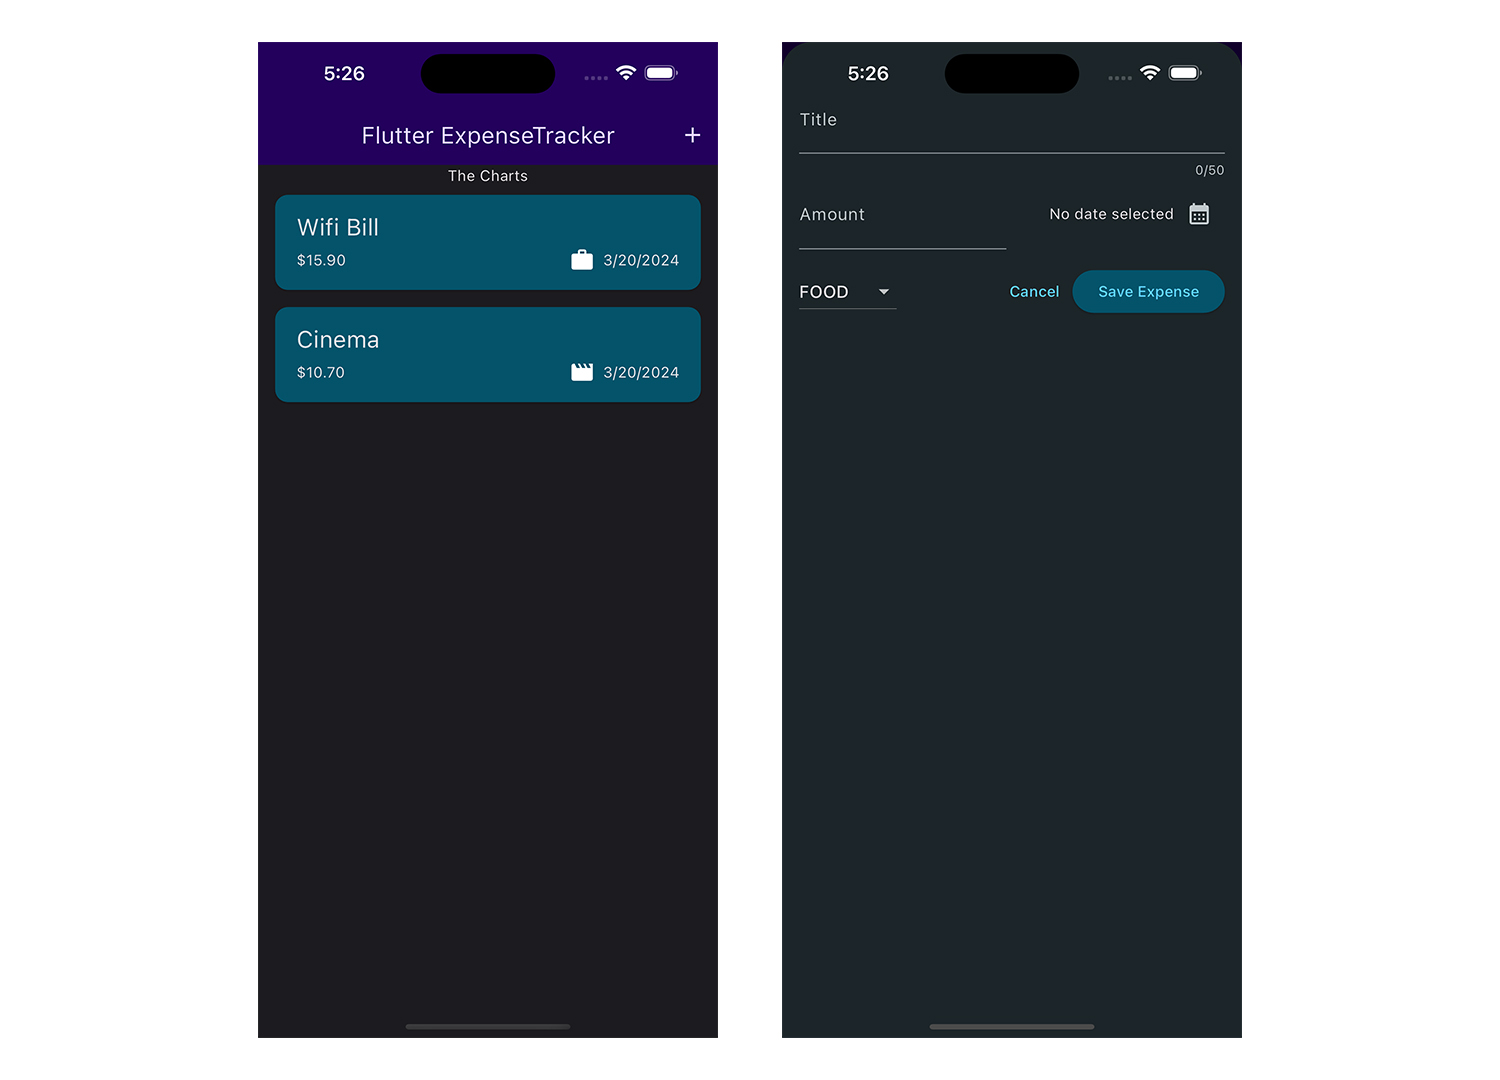 5:26
Flutter ExpenseTracker
The Charts
Wifi Bill
$15.90
3/20/2024
Cinema
$10.70
3/20/2024
5:26
Title
0/50
Amount
No date selected
FOOD
Cancel
Save Expense